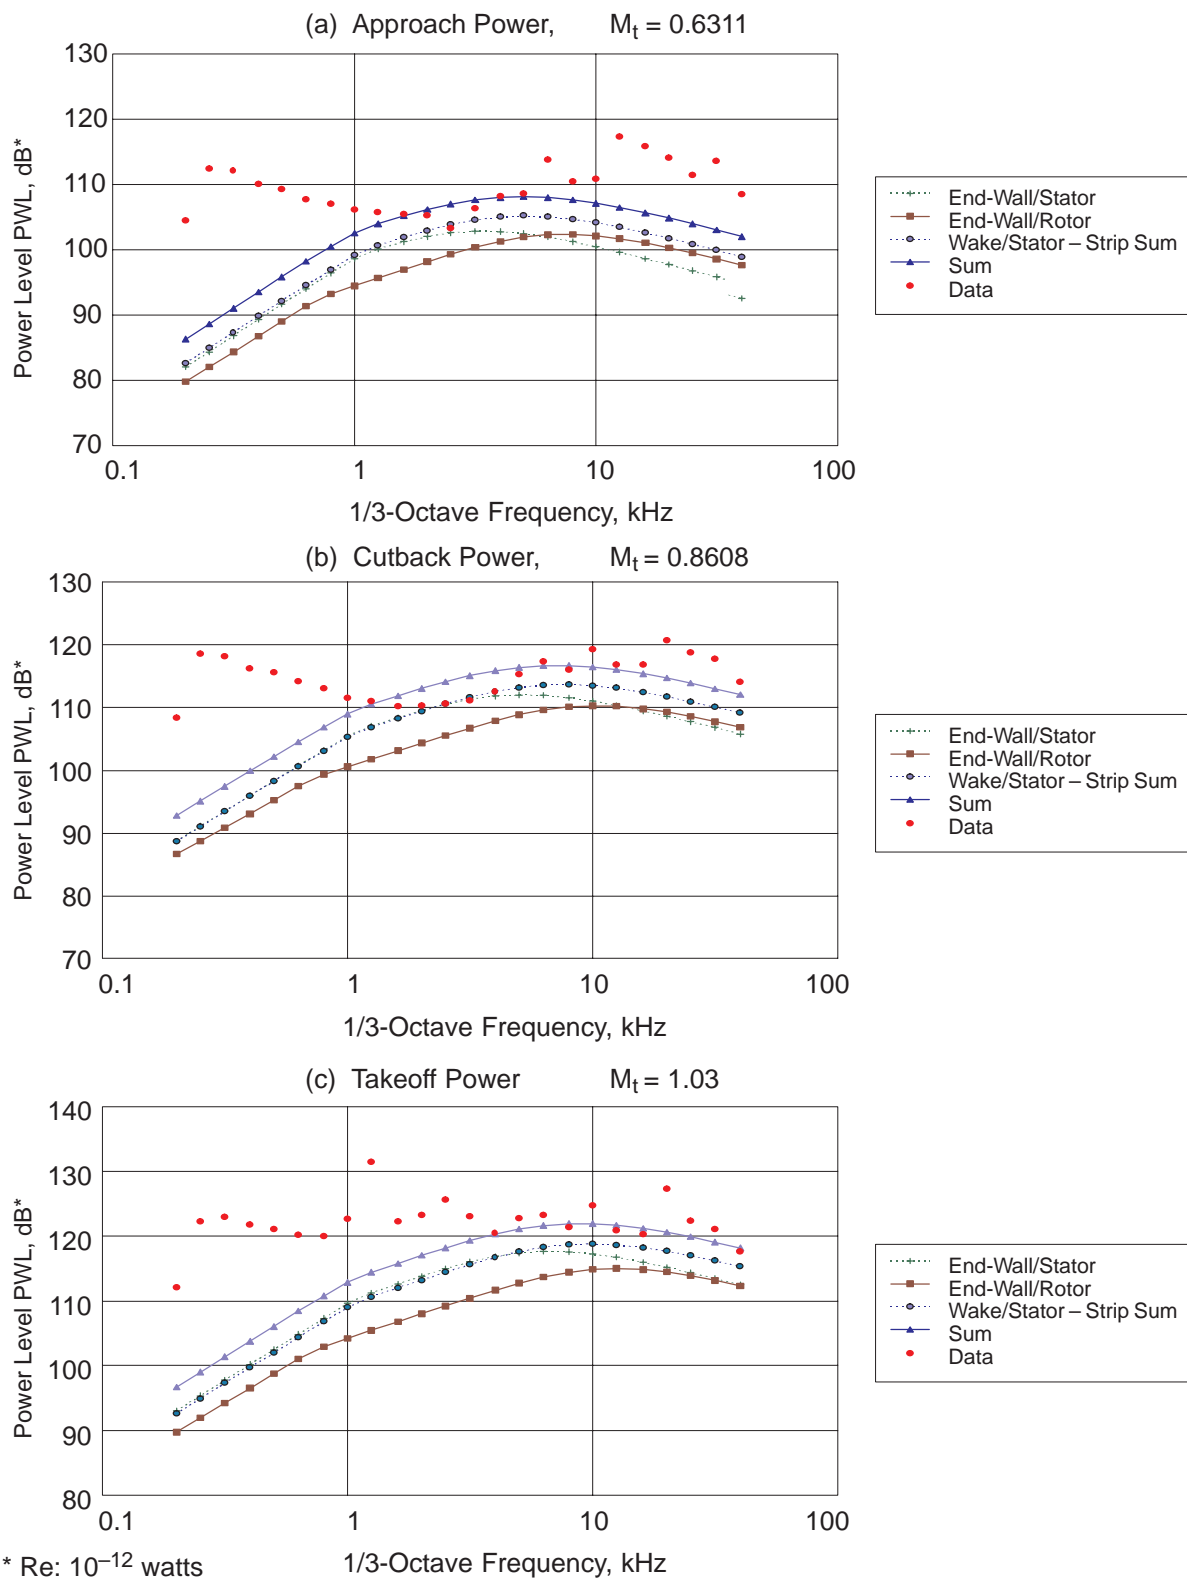 (a) Approach Power, Mt = 0.6311
130
120
110
100
90
80
70
Power Level PWL, dB*
0.1 1 10 100
1/3-Octave Frequency, kHz
End-Wall/Stator
End-Wall/Rotor
Wake/Stator – Strip Sum
Sum
Data
(b) Cutback Power, Mt = 0.8608
130
120
110
100
90
80
70
Power Level PWL, dB*
0.1 1 10 100
1/3-Octave Frequency, kHz
End-Wall/Stator
End-Wall/Rotor
Wake/Stator – Strip Sum
Sum
Data
(c) Takeoff Power Mt = 1.03
140
130
120
110
100
90
80
Power Level PWL, dB*
0.1 1 10 100
1/3-Octave Frequency, kHz
End-Wall/Stator
End-Wall/Rotor
Wake/Stator – Strip Sum
Sum
Data
* Re: 10–12 watts